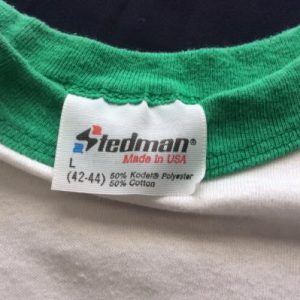 Stedman®
Made In USA
L
(42-44) 50% Kodel® Polyester
50% Cotton